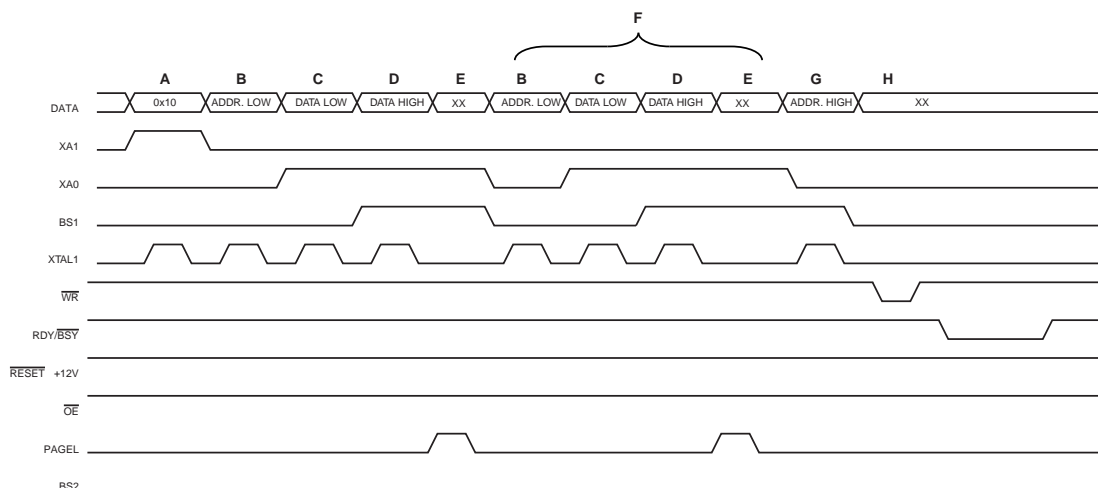 F
A B C D E B C D E G H
DATA 0x10 ADDR. LOW DATA LOW DATA HIGH XX ADDR. LOW DATA LOW DATA HIGH XX ADDR. HIGH XX
XA1
XA0
BS1
XTAL1
WR
RDY/BSY
RESET +12V
OE
PAGEL
BS2